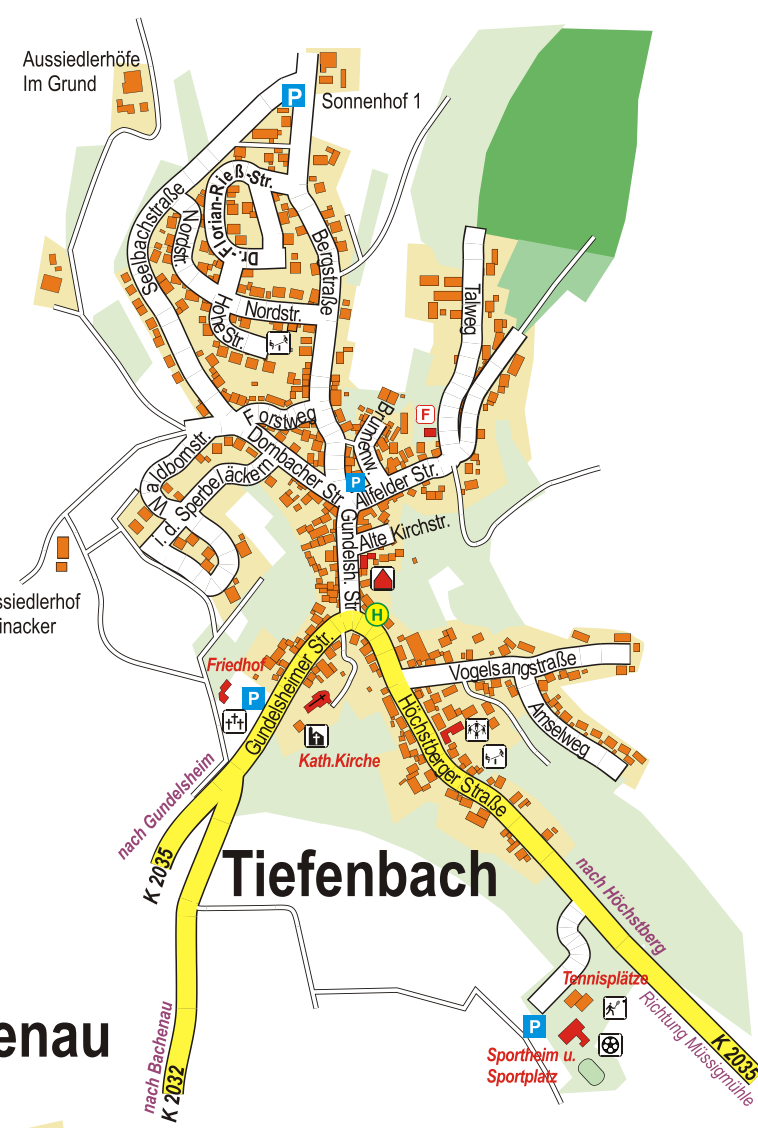 Aussiedlerhöfe
Im Grund
P
Sonnenhof 1
Dr.-Florian-Rieß-Str.
Seelbachstraße
Nordstr.
Bergstraße
Talweg
Nordstr.
Hohe Str.
Forstweg
Brunnenw.
F
Dornbacher Str.
Waldbornstr.
I. d. Sperbeläckern
P
Allfelder Str.
Gundelsh. Str.
Alte Kirchstr.
ssiedlerhof
inacker
H
Gundelsheimer Str.
Vogelsangstraße
Friedhof
P
Höchstberger Straße
Amselweg
Kath.Kirche
nach Gundelsheim
K 2035
Tiefenbach
nach Höchstberg
Tennisplätze
Richtung Müssigmühle
K 2035
P
Sportheim u.
Sportplatz
enau
nach Bachenau
K 2032